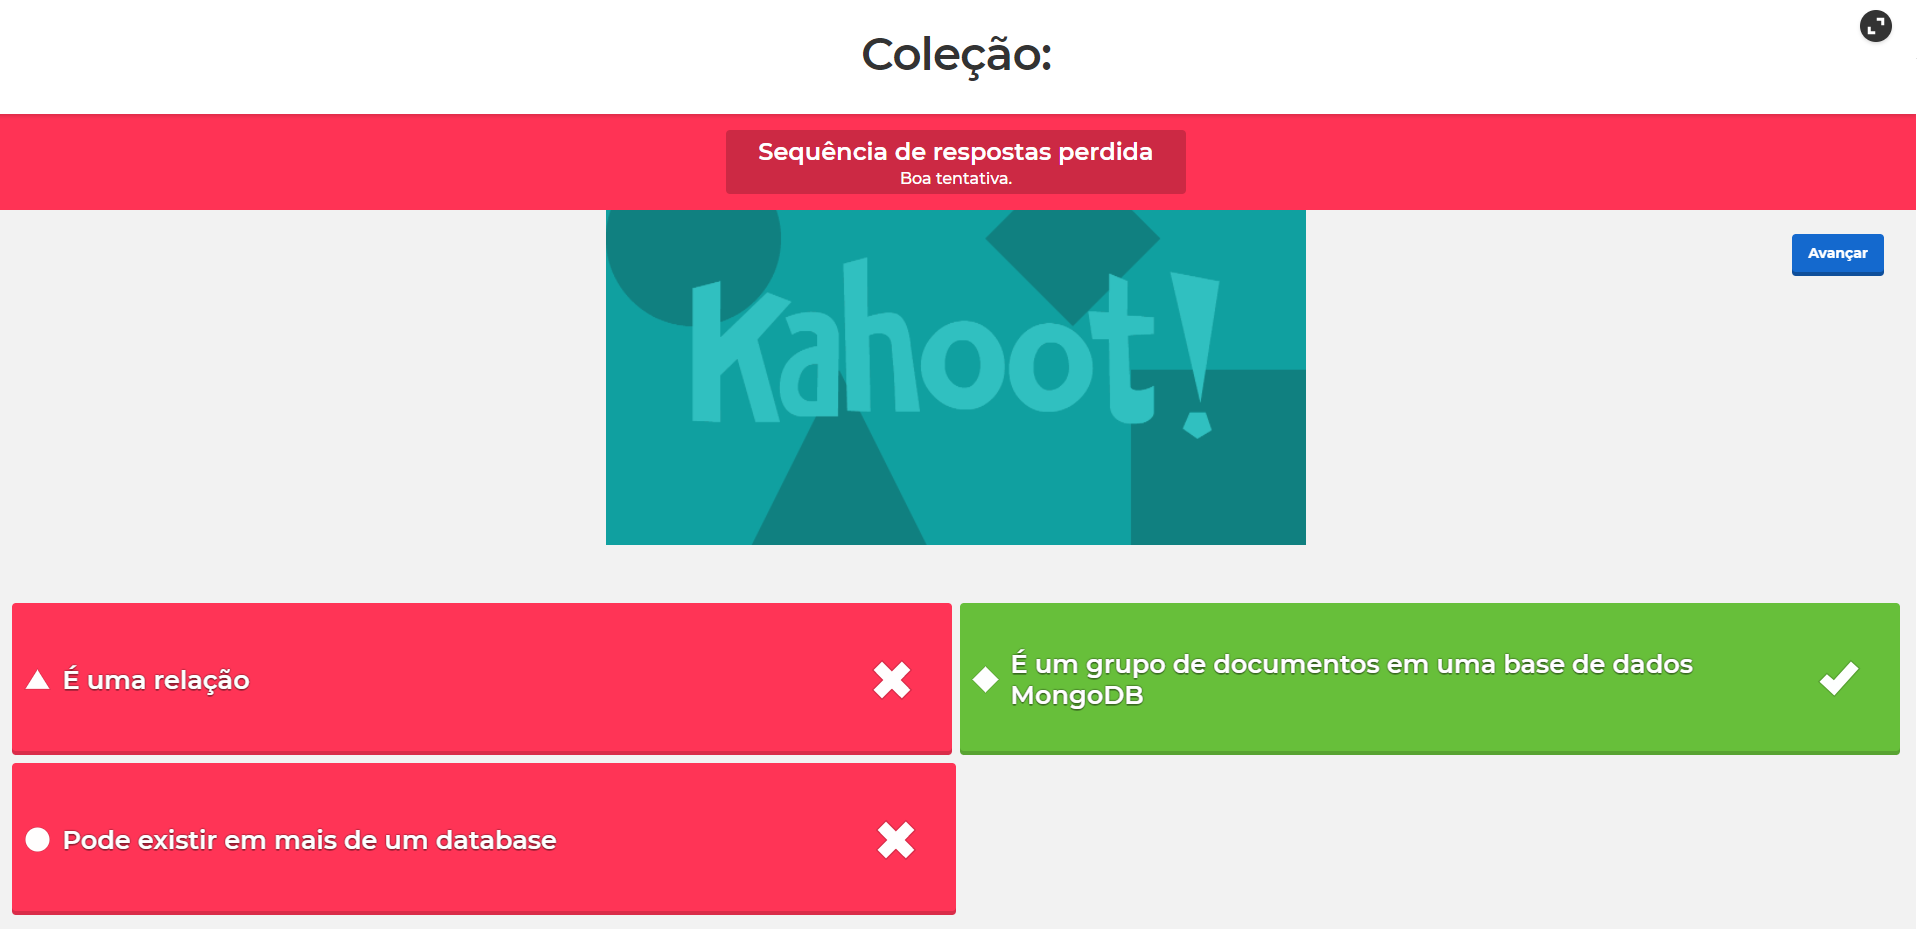 Coleção:
Sequência de respostas perdida
Boa tentativa.
Kahoot!
Avançar
É uma relação
É um grupo de documentos em uma base de dados
MongoDB
Pode existir em mais de um database